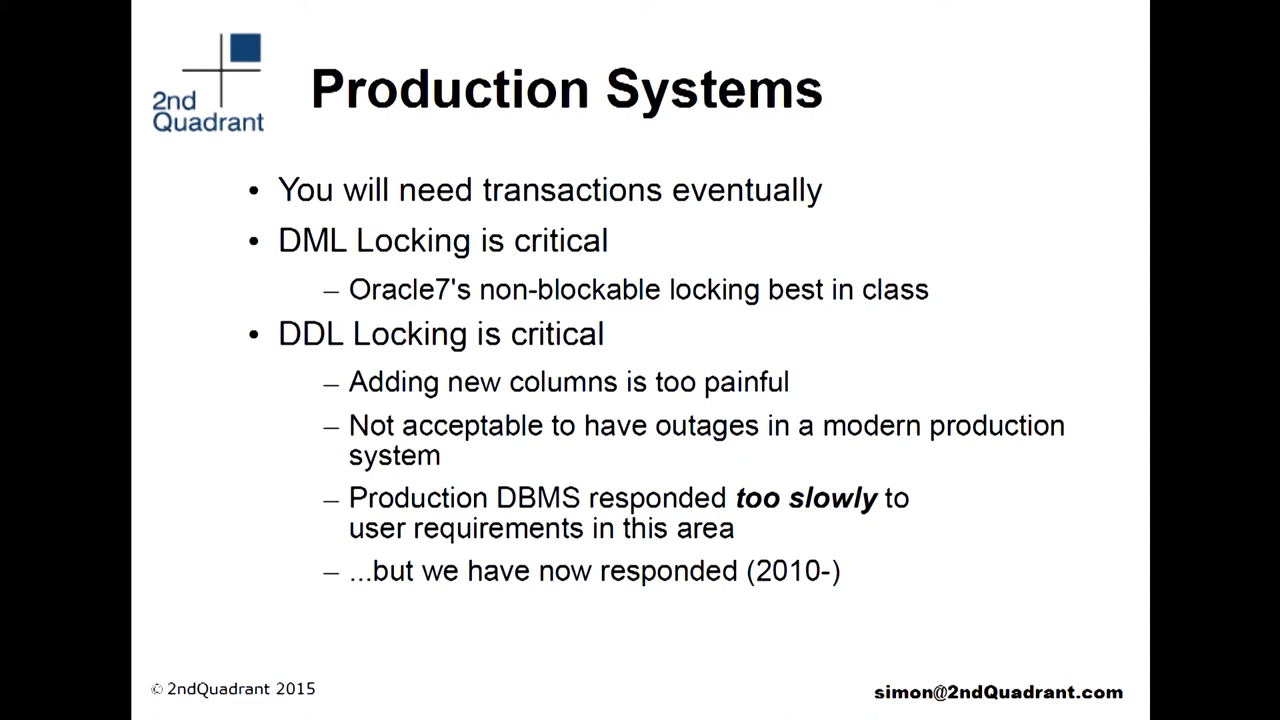 2nd
Quadrant
Production Systems
• You will need transactions eventually
• DML Locking is critical
– Oracle7's non-blockable locking best in class
• DDL Locking is critical
– Adding new columns is too painful
– Not acceptable to have outages in a modern production
system
– Production DBMS responded too slowly to
user requirements in this area
– ...but we have now responded (2010-)
© 2ndQuadrant 2015
simon@2ndQuadrant.com